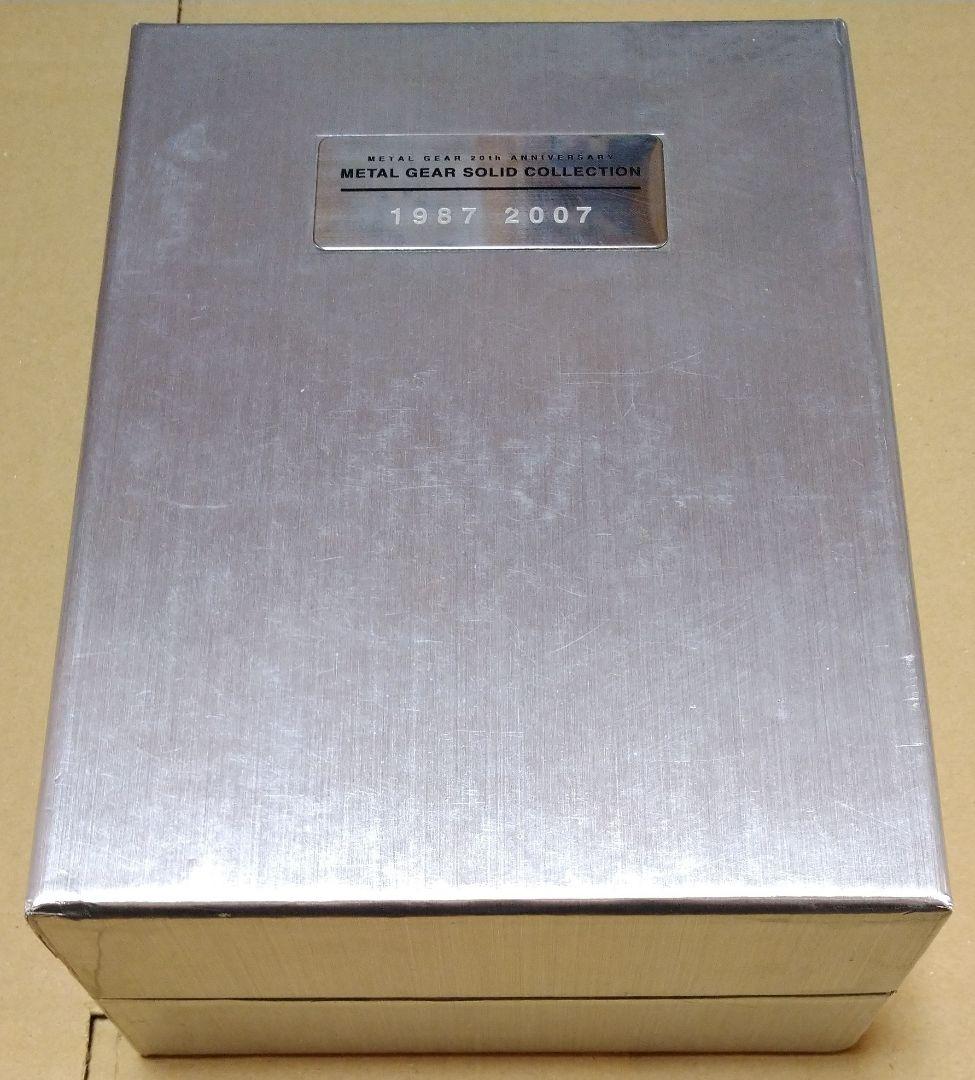 METAL GEAR 20th ANNIVERSARY
METAL GEAR SOLID COLLECTION
1987 2007